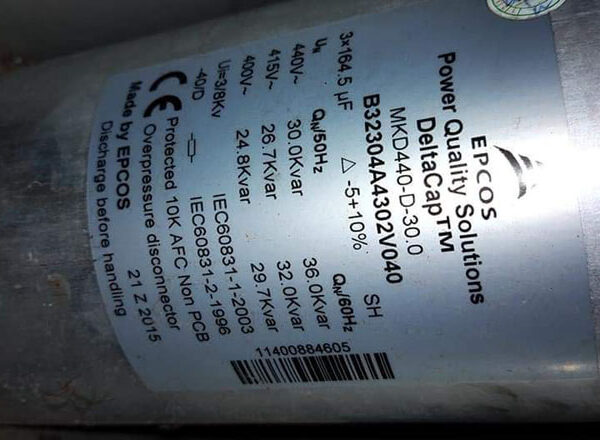 EPCOS
Power Quality Solutions
DeltaCap™
MKD440-D-30.0
B32304A4302V040 SH
3x164.5 µF △ -5+10%
UN QN/50Hz QN/60Hz
440V~ 30.0Kvar 36.0Kvar
415V~ 26.7Kvar 32.0Kvar
400V~ 24.8Kvar 29.7Kvar
Ui=3/8Kv IEC60831-1-2003
-40/D IEC60831-2-1996
CE Protected 10K AFC Non PCB
Overpressure disconnector
Made by EPCOS 21 Z 2015
Discharge before handling
11400884605